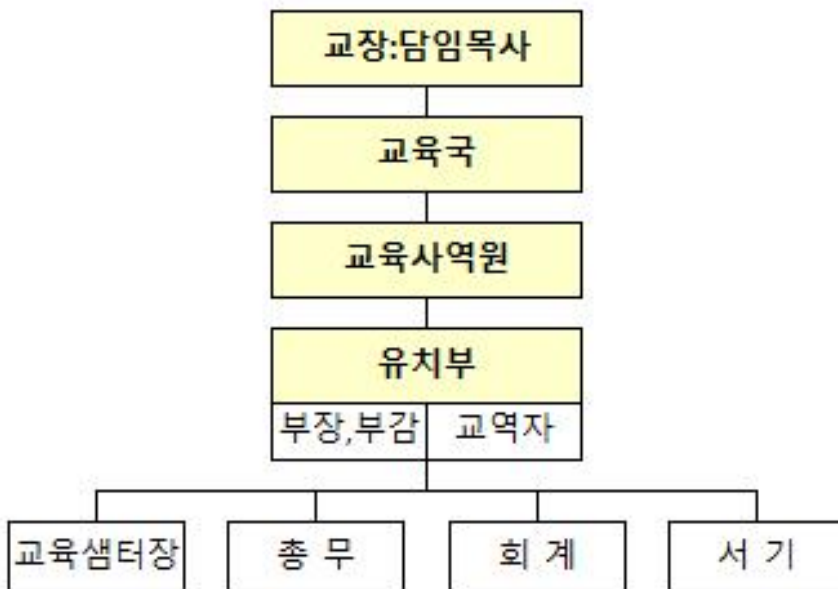 교장:담임목사
교육국
교육사역원
유치부
부장,부감 교역자
교육샘터장 총 무 회 계 서 기